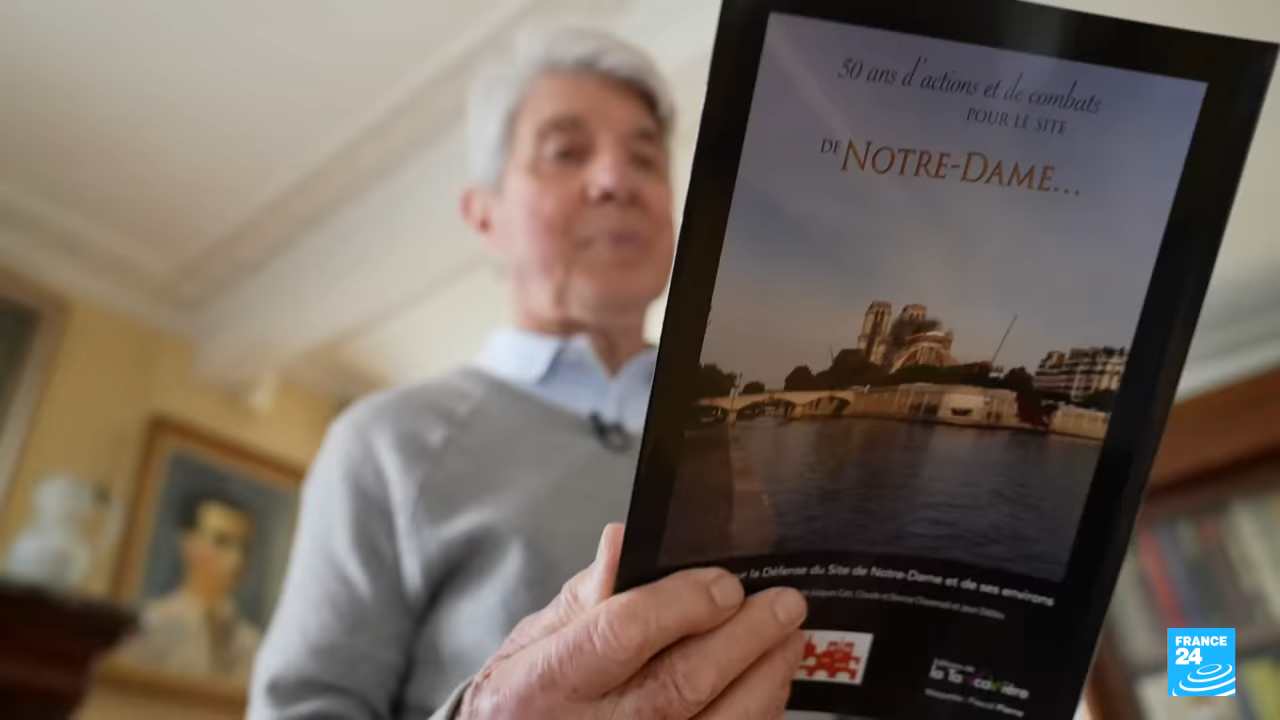 50 ans d'actions et de combats
POUR LE SITE
DE NOTRE-DAME...
la Défense du Site de Notre-Dame et de ses environs
FRANCE
24